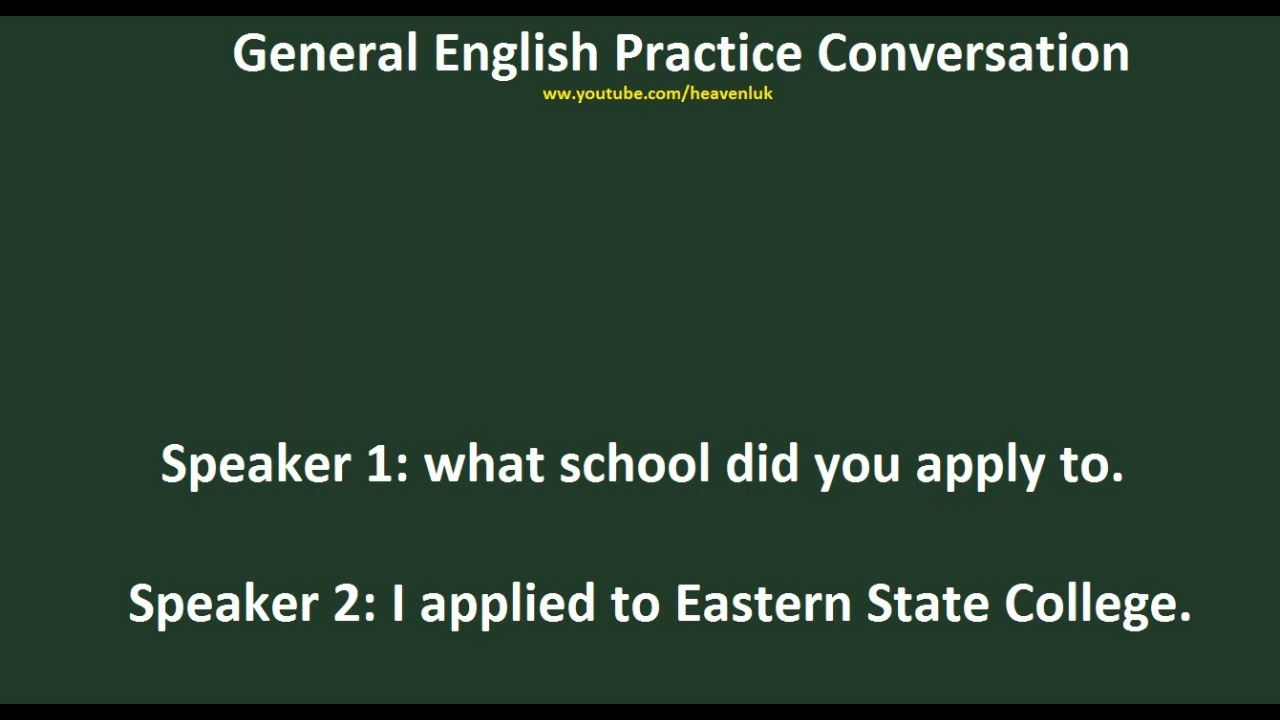 General English Practice Conversation
ww.youtube.com/heavenluk
Speaker 1: what school did you apply to.
Speaker 2: I applied to Eastern State College.